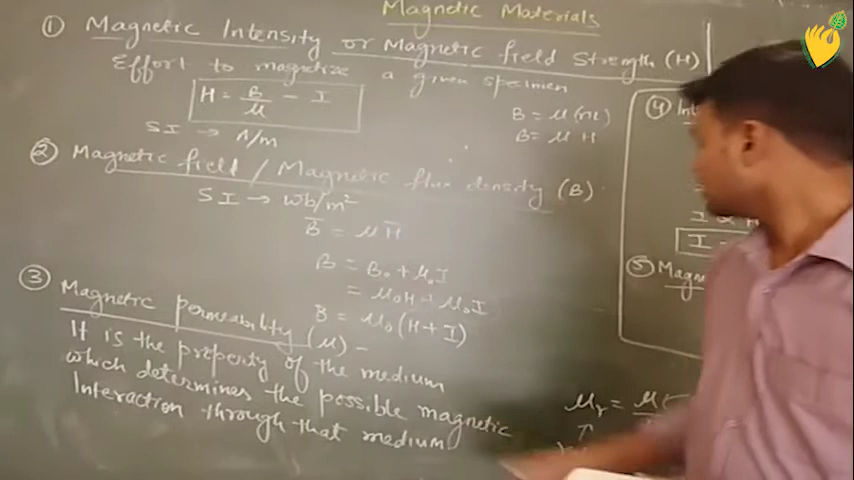 Magnetic Materials
① Magnetic Intensity or Magnetic field Strength (H)
Effort to magnetize a given specimen
H = B/μ - I
B = μ(nI)
SI → A/m
B = μ H
② Magnetic field / Magnetic flux density (B)
SI → Wb/m²
B̅ = μH̅
B = B₀ + μ₀I
= μ₀H + μ₀I
B = μ₀(H + I)
③ Magnetic permeability (μ) -
It is the property of the medium
which determines the possible magnetic
Interaction through that medium
④
I ∝ H
I =
⑤ Magn
μᵣ = μ
↑